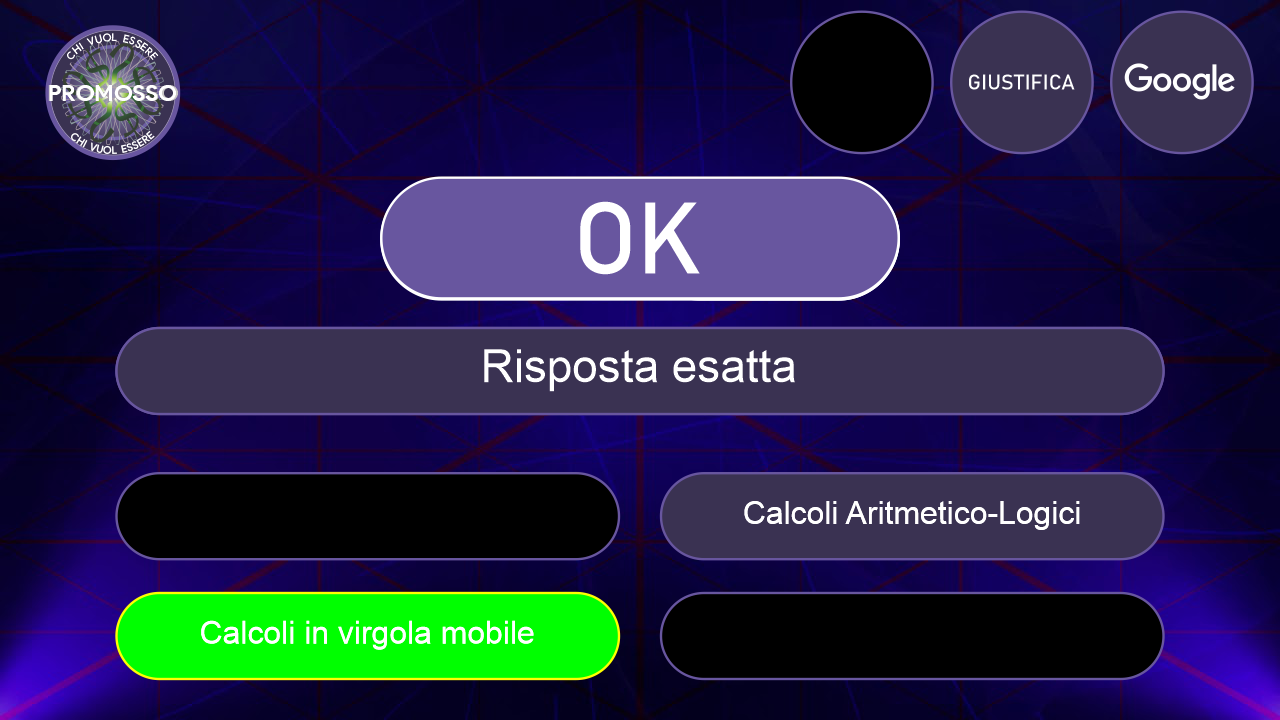 CHI VUOL ESSERE
PROMOSSO
CHI VUOL ESSERE
GIUSTIFICA
Google
OK
Risposta esatta
Calcoli Aritmetico-Logici
Calcoli in virgola mobile